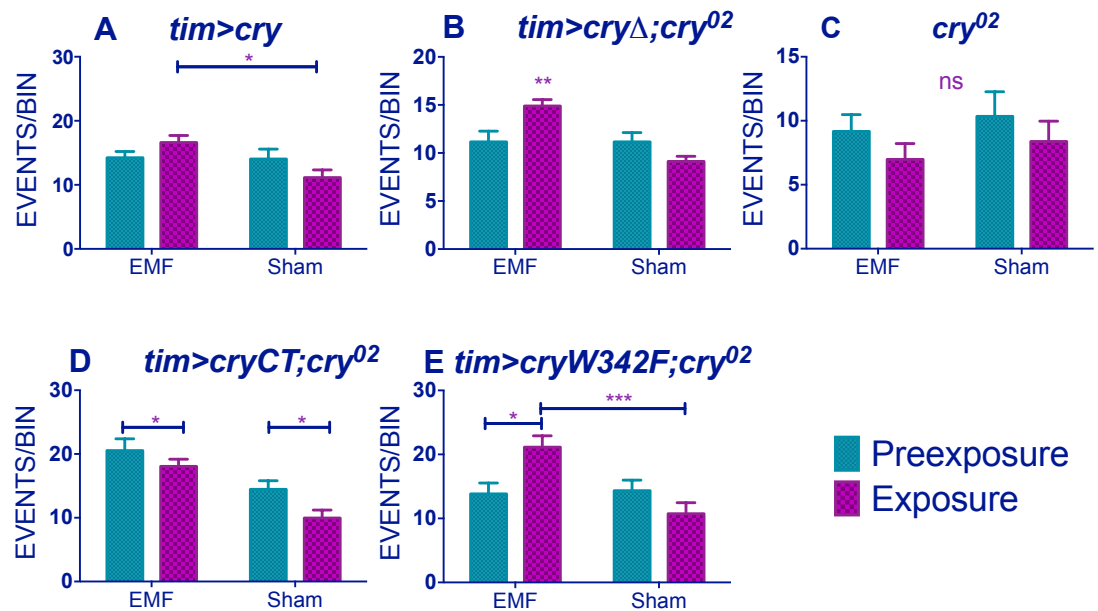 A tim>cry
30
20
10
0
EVENTS/BIN
*
EMF Sham
B tim>cry∆;cry⁰²
20
15
10
5
0
EVENTS/BIN
**
EMF Sham
C cry⁰²
15
10
5
0
EVENTS/BIN
ns
EMF Sham
D tim>cryCT;cry⁰²
30
20
10
0
EVENTS/BIN
* *
EMF Sham
E tim>cryW342F;cry⁰²
30
20
10
0
EVENTS/BIN
***
*
EMF Sham
Preexposure
Exposure